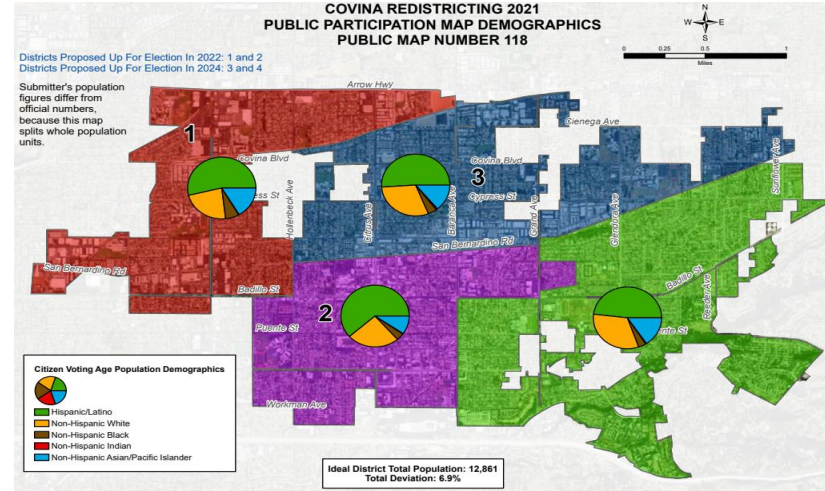 COVINA REDISTRICTING 2021
PUBLIC PARTICIPATION MAP DEMOGRAPHICS
PUBLIC MAP NUMBER 118
N
W E
S
0 0.25 0.5 1
Miles
Districts Proposed Up For Election In 2022: 1 and 2
Districts Proposed Up For Election In 2024: 3 and 4
Submitter's population
figures differ from
official numbers,
because this map
splits whole population
units.
Arrow Hwy
Cienega Ave
1
Covina Blvd
Covina Blvd
3
Sunflower Ave
ess St
Cypress St
Hollenbeck Ave
Citrus Ave
Barranca Ave
Grand Ave
Glendora Ave
San Bernardino Rd
San Bernardino Rd
Badillo St
Badillo St
Reeder Ave
2
Puente St
ente St
Workman Ave
Citizen Voting Age Population Demographics
Hispanic/Latino
Non-Hispanic White
Non-Hispanic Black
Non-Hispanic Indian
Non-Hispanic Asian/Pacific Islander
Ideal District Total Population: 12,861
Total Deviation: 6.9%